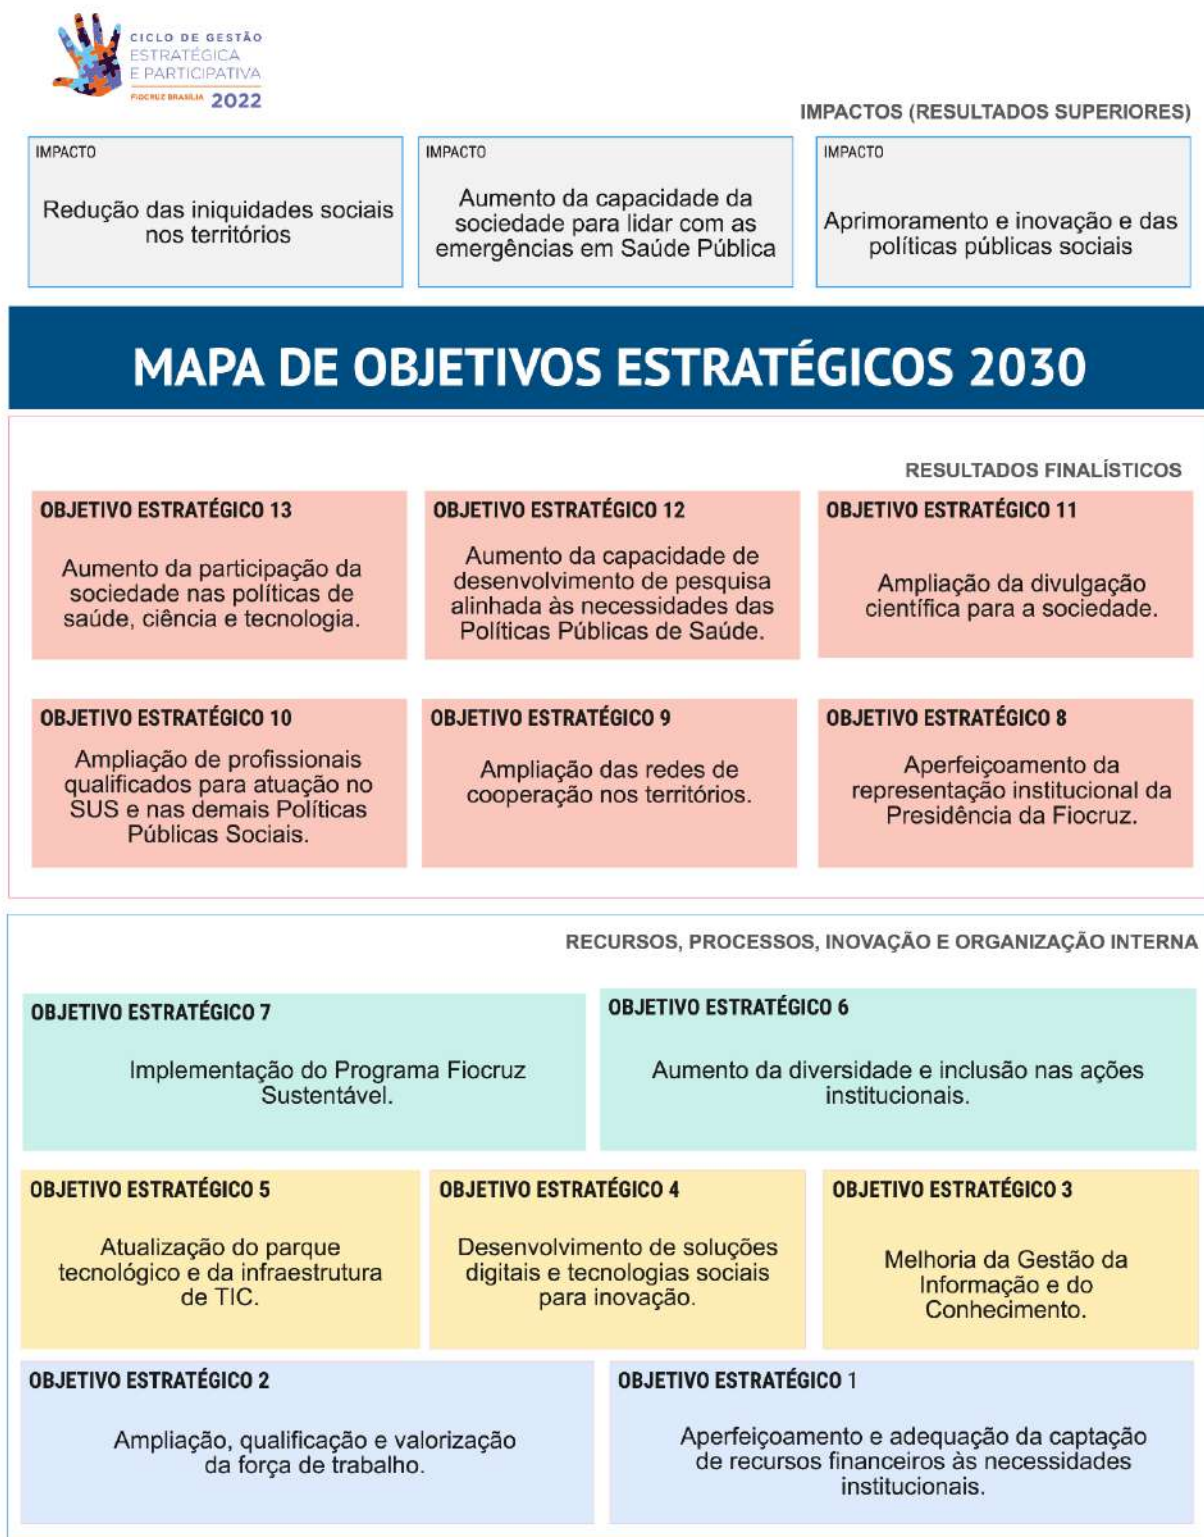 CICLO DE GESTÃO
ESTRATÉGICA
E PARTICIPATIVA
FIOCRUZ BRASÍLIA 2022
IMPACTOS (RESULTADOS SUPERIORES)
IMPACTO
Redução das iniquidades sociais
nos territórios
IMPACTO
Aumento da capacidade da
sociedade para lidar com as
emergências em Saúde Pública
IMPACTO
Aprimoramento e inovação e das
políticas públicas sociais
MAPA DE OBJETIVOS ESTRATÉGICOS 2030
RESULTADOS FINALÍSTICOS
OBJETIVO ESTRATÉGICO 13
Aumento da participação da
sociedade nas políticas de
saúde, ciência e tecnologia.
OBJETIVO ESTRATÉGICO 12
Aumento da capacidade de
desenvolvimento de pesquisa
alinhada às necessidades das
Políticas Públicas de Saúde.
OBJETIVO ESTRATÉGICO 11
Ampliação da divulgação
científica para a sociedade.
OBJETIVO ESTRATÉGICO 10
Ampliação de profissionais
qualificados para atuação no
SUS e nas demais Políticas
Públicas Sociais.
OBJETIVO ESTRATÉGICO 9
Ampliação das redes de
cooperação nos territórios.
OBJETIVO ESTRATÉGICO 8
Aperfeiçoamento da
representação institucional da
Presidência da Fiocruz.
RECURSOS, PROCESSOS, INOVAÇÃO E ORGANIZAÇÃO INTERNA
OBJETIVO ESTRATÉGICO 7
Implementação do Programa Fiocruz
Sustentável.
OBJETIVO ESTRATÉGICO 6
Aumento da diversidade e inclusão nas ações
institucionais.
OBJETIVO ESTRATÉGICO 5
Atualização do parque
tecnológico e da infraestrutura
de TIC.
OBJETIVO ESTRATÉGICO 4
Desenvolvimento de soluções
digitais e tecnologias sociais
para inovação.
OBJETIVO ESTRATÉGICO 3
Melhoria da Gestão da
Informação e do
Conhecimento.
OBJETIVO ESTRATÉGICO 2
Ampliação, qualificação e valorização
da força de trabalho.
OBJETIVO ESTRATÉGICO 1
Aperfeiçoamento e adequação da captação
de recursos financeiros às necessidades
institucionais.